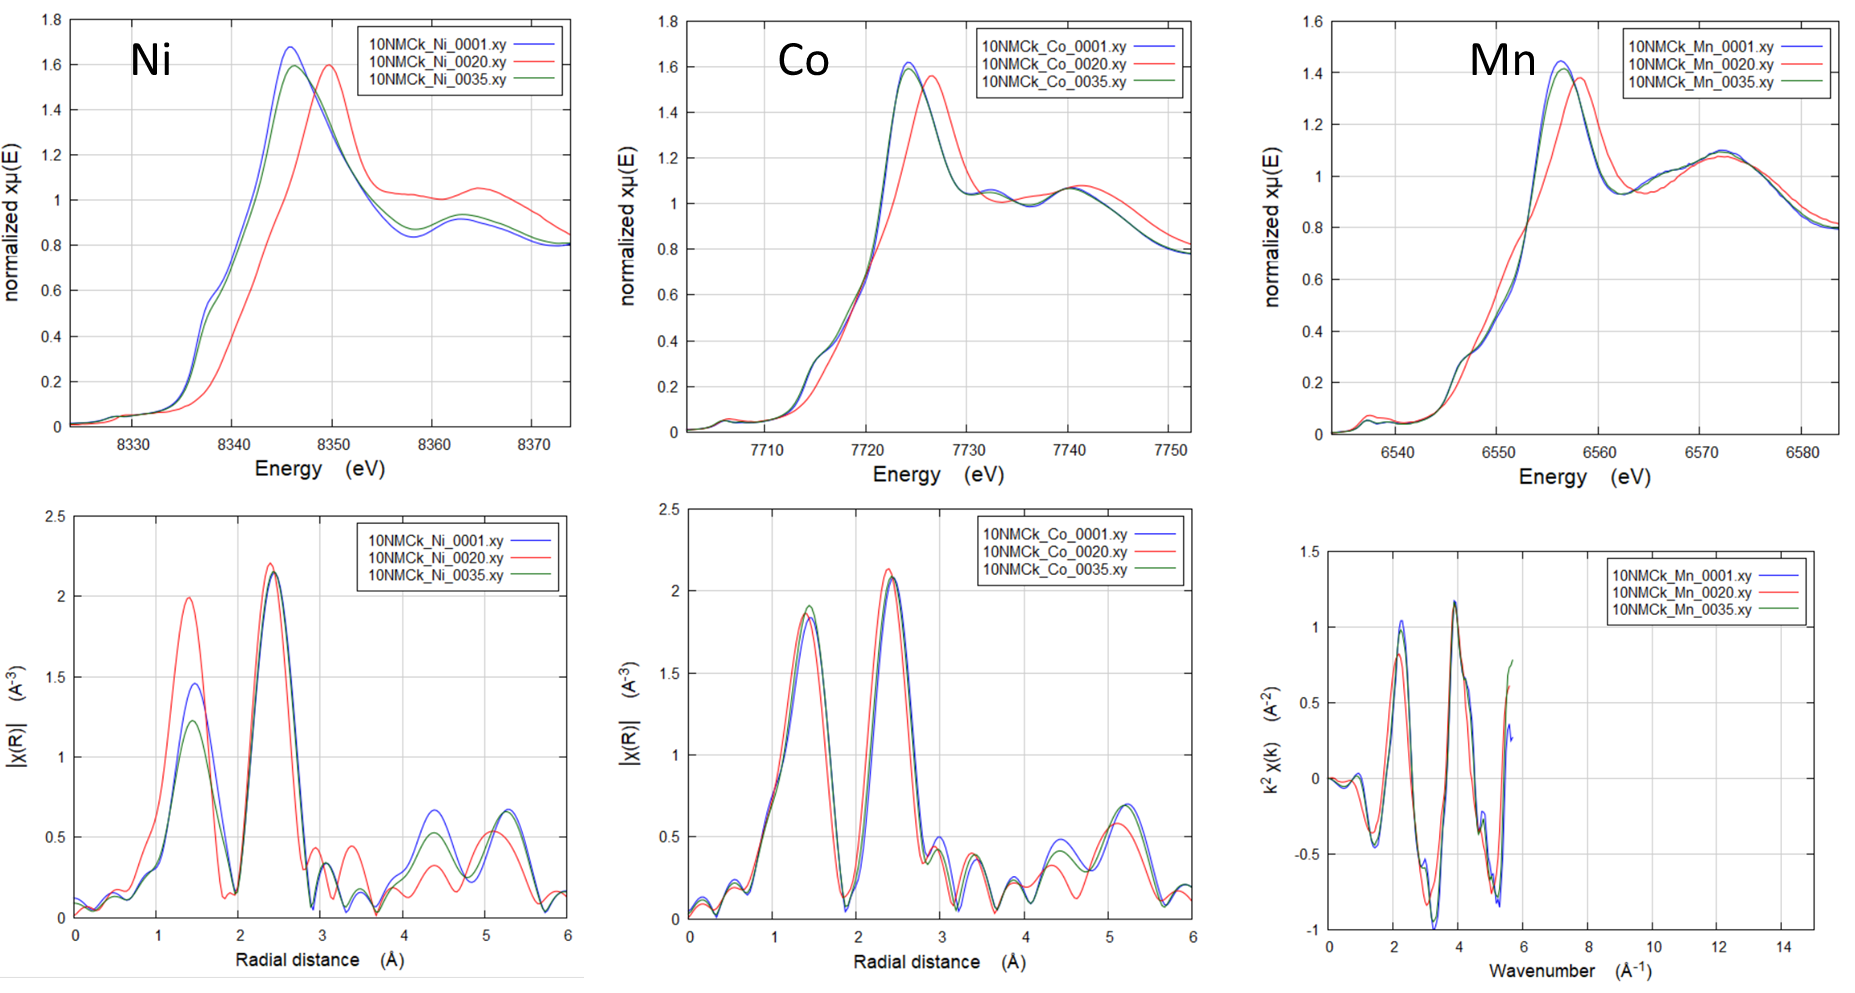 Ni
10NMCk_Ni_0001.xy
10NMCk_Ni_0020.xy
10NMCk_Ni_0035.xy
normalized xμ(E)
1.8
1.6
1.4
1.2
1
0.8
0.6
0.4
0.2
0
8330 8340 8350 8360 8370
Energy (eV)
Co
10NMCk_Co_0001.xy
10NMCk_Co_0020.xy
10NMCk_Co_0035.xy
normalized xμ(E)
1.8
1.6
1.4
1.2
1
0.8
0.6
0.4
0.2
0
7710 7720 7730 7740 7750
Energy (eV)
Mn
10NMCk_Mn_0001.xy
10NMCk_Mn_0020.xy
10NMCk_Mn_0035.xy
normalized xμ(E)
1.6
1.4
1.2
1
0.8
0.6
0.4
0.2
0
6540 6550 6560 6570 6580
Energy (eV)
10NMCk_Ni_0001.xy
10NMCk_Ni_0020.xy
10NMCk_Ni_0035.xy
|χ(R)| (A⁻³)
2.5
2
1.5
1
0.5
0
0 1 2 3 4 5 6
Radial distance (Å)
10NMCk_Co_0001.xy
10NMCk_Co_0020.xy
10NMCk_Co_0035.xy
|χ(R)| (A⁻³)
2.5
2
1.5
1
0.5
0
0 1 2 3 4 5 6
Radial distance (Å)
10NMCk_Mn_0001.xy
10NMCk_Mn_0020.xy
10NMCk_Mn_0035.xy
k² χ(k) (A⁻²)
1.5
1
0.5
0
-0.5
-1
0 2 4 6 8 10 12 14
Wavenumber (Å⁻¹)